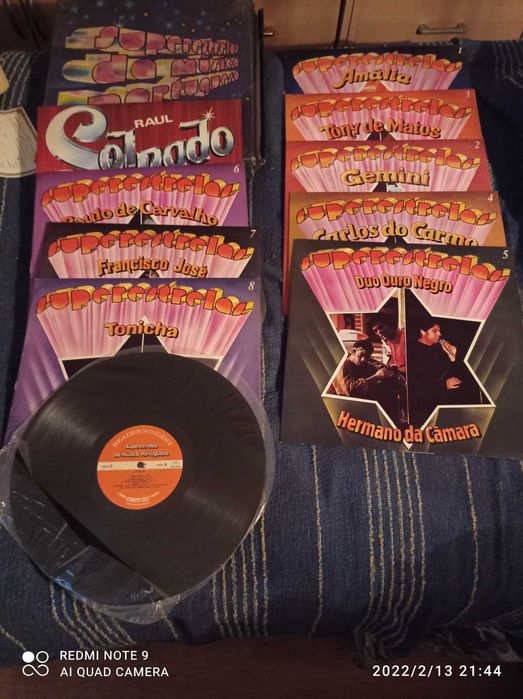 superestrelas
da música
portuguesa
RAUL
Solnado
6
superestrelas
Paulo de Carvalho
7
superestrelas
Francisco José
8
superestrelas
Tonicha
READER'S DIGEST
Superestrelas
da Música Portuguesa
1
superestrelas
Amália
3
superestrelas
Tony de Matos
2
superestrelas
Gemini
4
superestrelas
Carlos do Carmo
5
superestrelas
Duo Ouro Negro
Hermano da Câmara
REDMI NOTE 9
AI QUAD CAMERA
2022/2/13 21:44